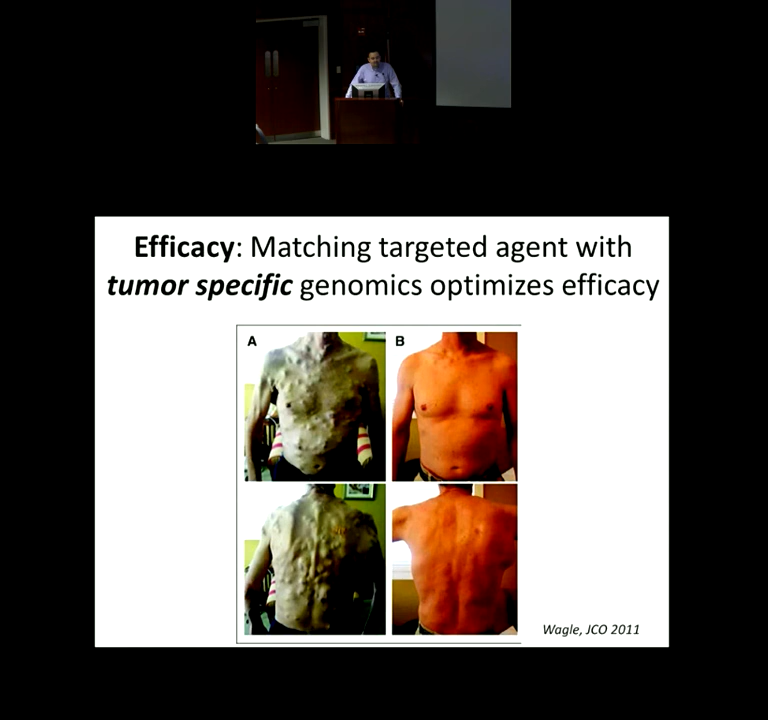 Efficacy: Matching targeted agent with
tumor specific genomics optimizes efficacy
A B
Wagle, JCO 2011